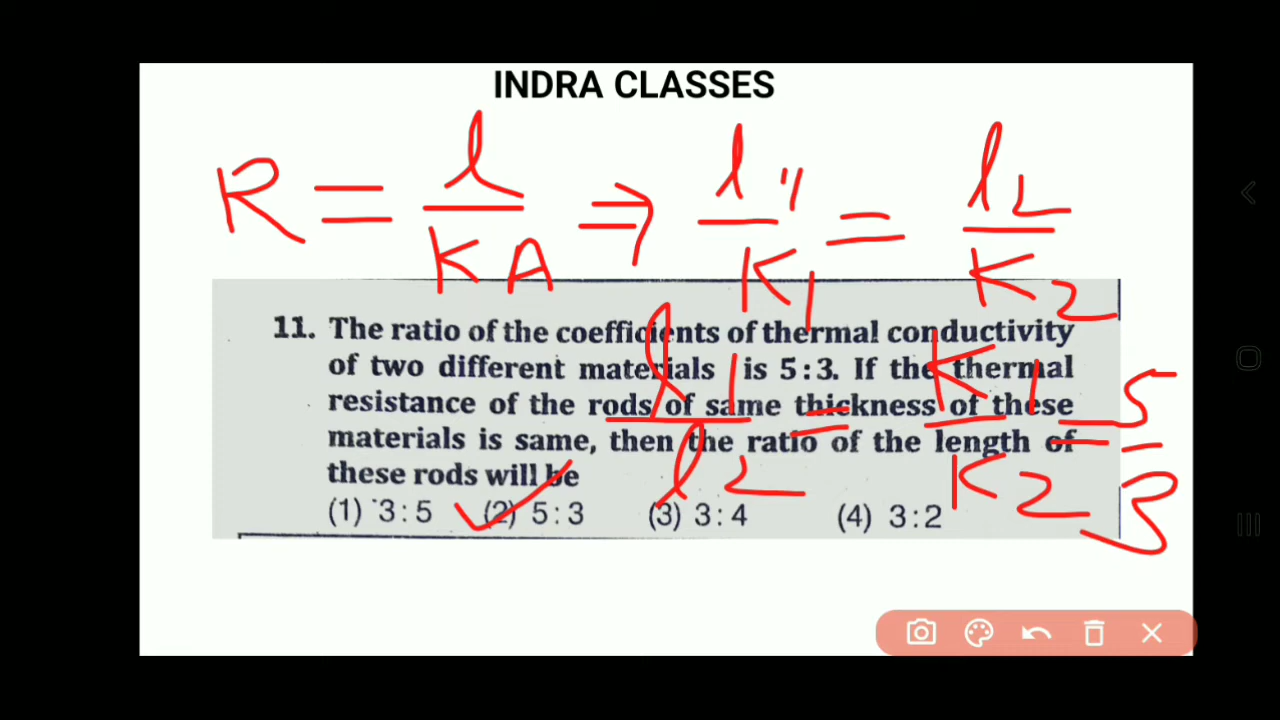 INDRA CLASSES
R = l/KA ⇒ l1/K1 = l2/K2
11. The ratio of the coefficients of thermal conductivity
of two different materials is 5:3. If the thermal
resistance of the rods of same thickness of these
materials is same, then the ratio of the length of
these rods will be
(1) 3:5 (2) 5:3 (3) 3:4 (4) 3:2
l1/l2 = K1/K2 = 5/3